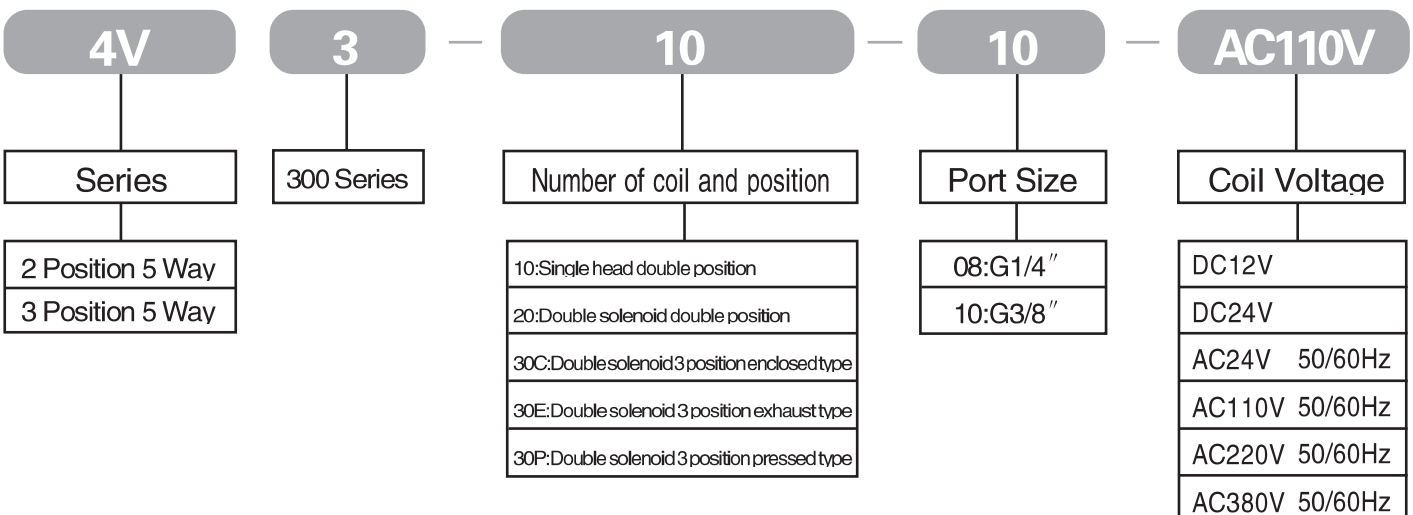 4V 3 — 10 — 10 — AC110V
Series
2 Position 5 Way
3 Position 5 Way
300 Series
Number of coil and position
10:Single head double position
20:Double solenoid double position
30C:Double solenoid 3 position enclosed type
30E:Double solenoid 3 position exhaust type
30P:Double solenoid 3 position pressed type
Port Size
08:G1/4″
10:G3/8″
Coil Voltage
DC12V
DC24V
AC24V 50/60Hz
AC110V 50/60Hz
AC220V 50/60Hz
AC380V 50/60Hz